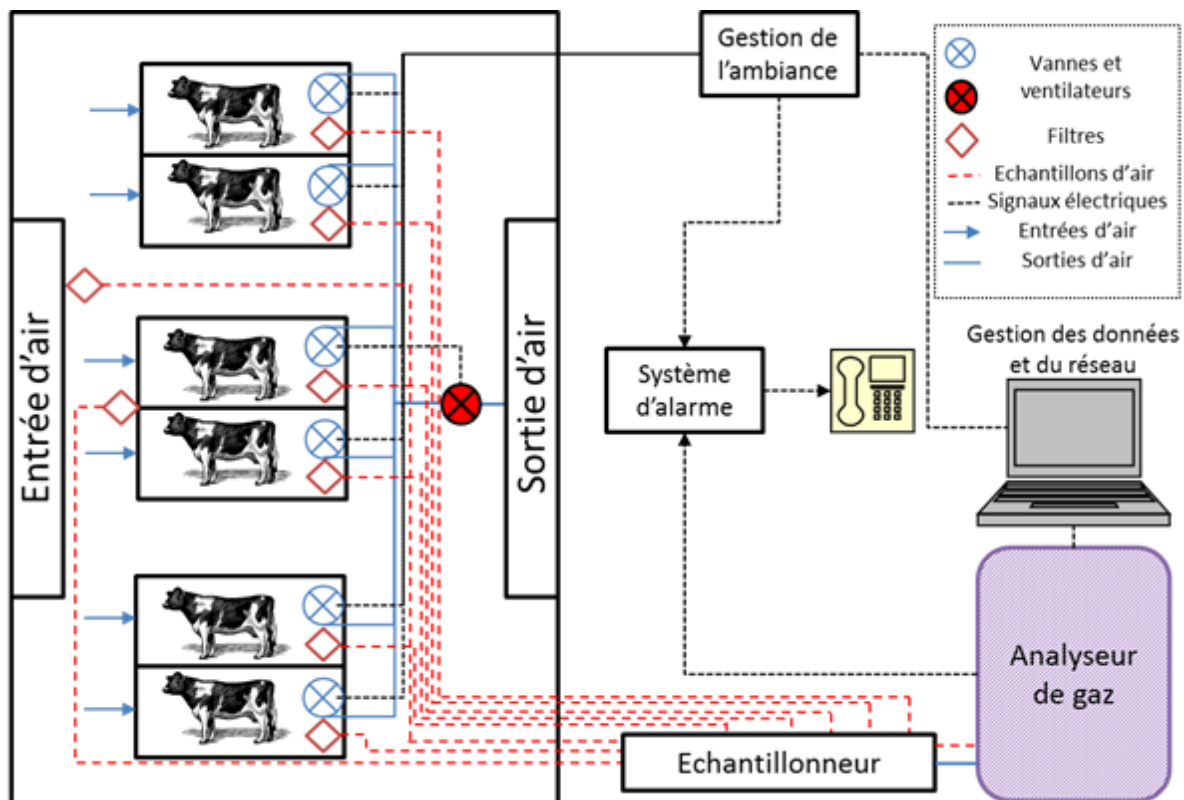 Gestion de
l'ambiance
Vannes et
ventilateurs
Filtres
Echantillons d'air
Signaux électriques
Entrées d'air
Sorties d'air
Entrée d'air
Sortie d'air
Système
d'alarme
Gestion des données
et du réseau
Analyseur
de gaz
Echantillonneur